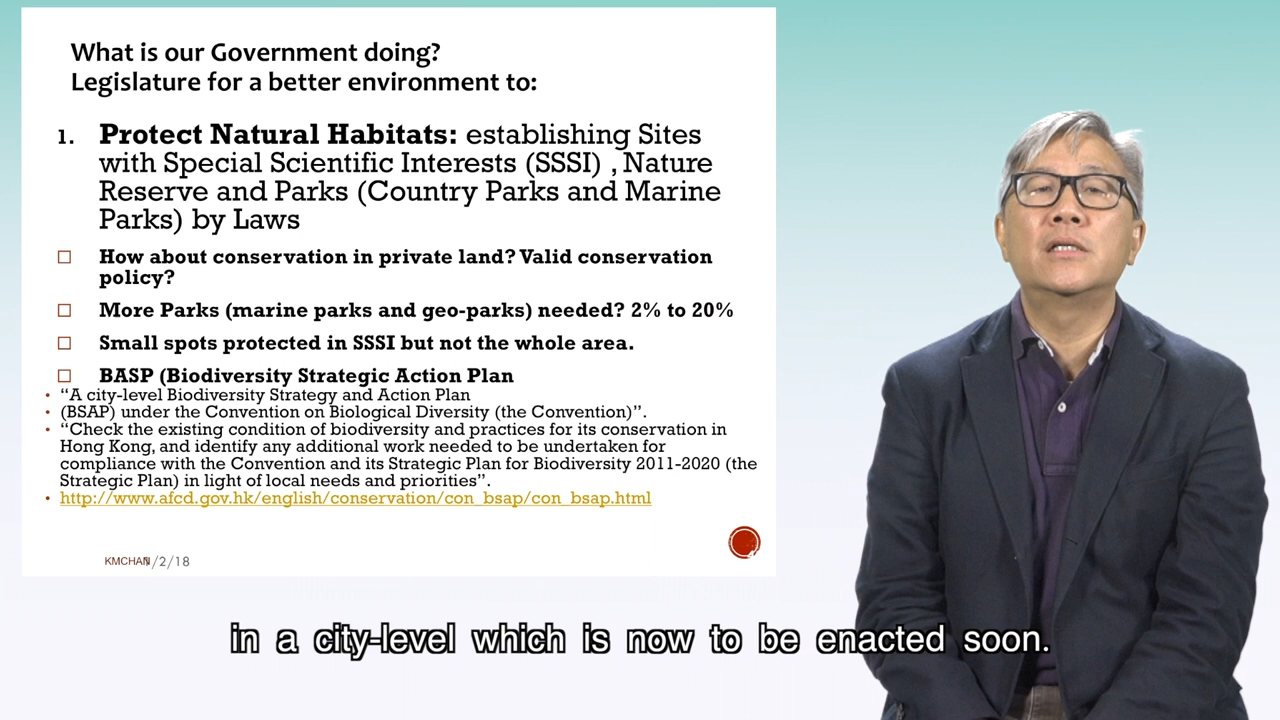 What is our Government doing?
Legislature for a better environment to:
1. Protect Natural Habitats: establishing Sites
with Special Scientific Interests (SSSI) , Nature
Reserve and Parks (Country Parks and Marine
Parks) by Laws
How about conservation in private land? Valid conservation
policy?
More Parks (marine parks and geo-parks) needed? 2% to 20%
Small spots protected in SSSI but not the whole area.
BASP (Biodiversity Strategic Action Plan
• “A city-level Biodiversity Strategy and Action Plan
• (BSAP) under the Convention on Biological Diversity (the Convention)”.
• “Check the existing condition of biodiversity and practices for its conservation in
Hong Kong, and identify any additional work needed to be undertaken for
compliance with the Convention and its Strategic Plan for Biodiversity 2011-2020 (the
Strategic Plan) in light of local needs and priorities”.
• http://www.afcd.gov.hk/english/conservation/con_bsap/con_bsap.html
KMCHAN /2/18
in a city-level which is now to be enacted soon.